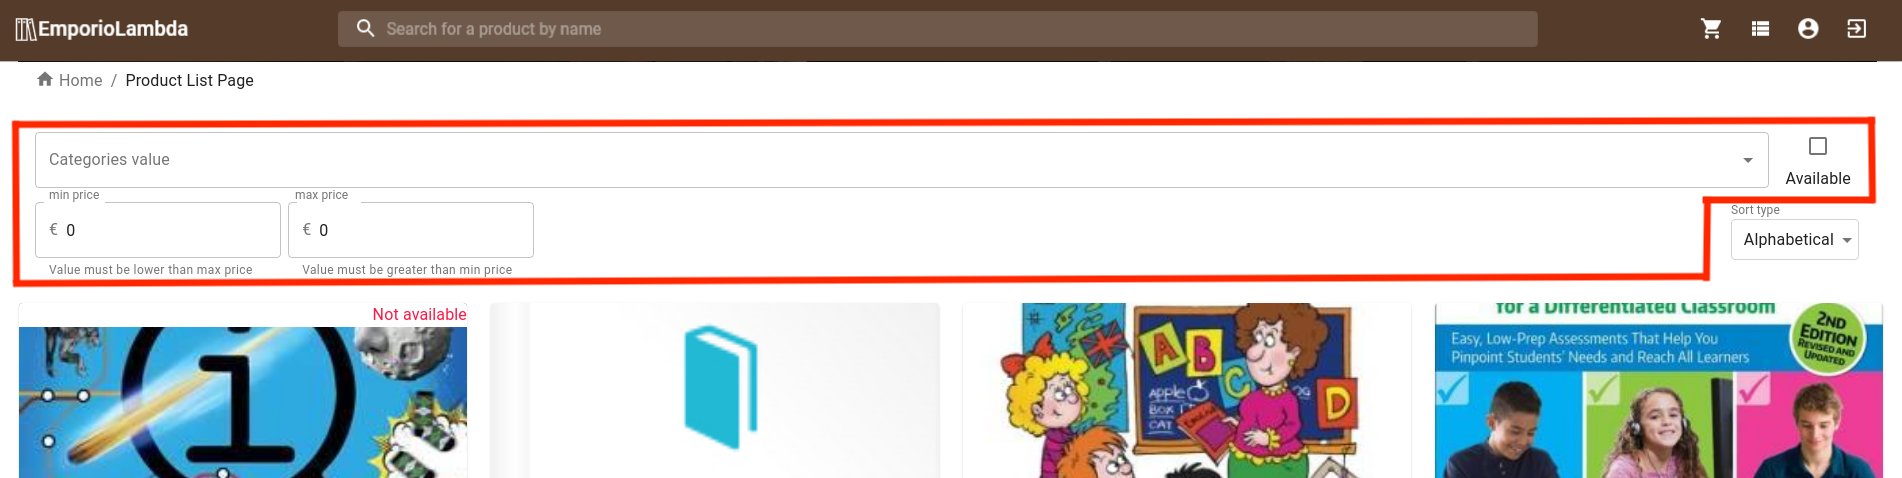 EmporioLambda
Search for a product by name
Home / Product List Page
Categories value
Available
min price
max price
Sort type
€ 0
€ 0
Alphabetical
Value must be lower than max price
Value must be greater than min price
Not available
i
A
B
C
D
APPLE
BOX
CAT
for a Differentiated Classroom
Easy, Low-Prep Assessments That Help You
Pinpoint Students' Needs and Reach All Learners
2ND
EDITION
REVISED AND
UPDATED